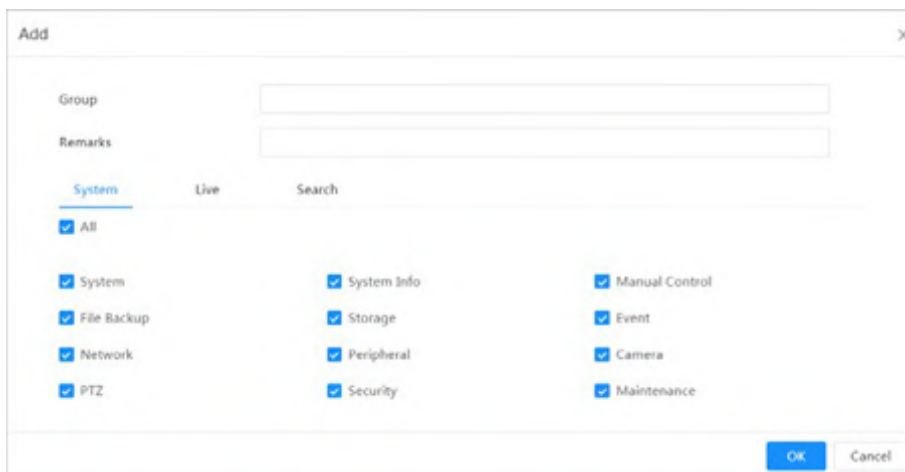 Add
Group
Remarks
System Live Search
All
System System Info Manual Control
File Backup Storage Event
Network Peripheral Camera
PTZ Security Maintenance
OK Cancel